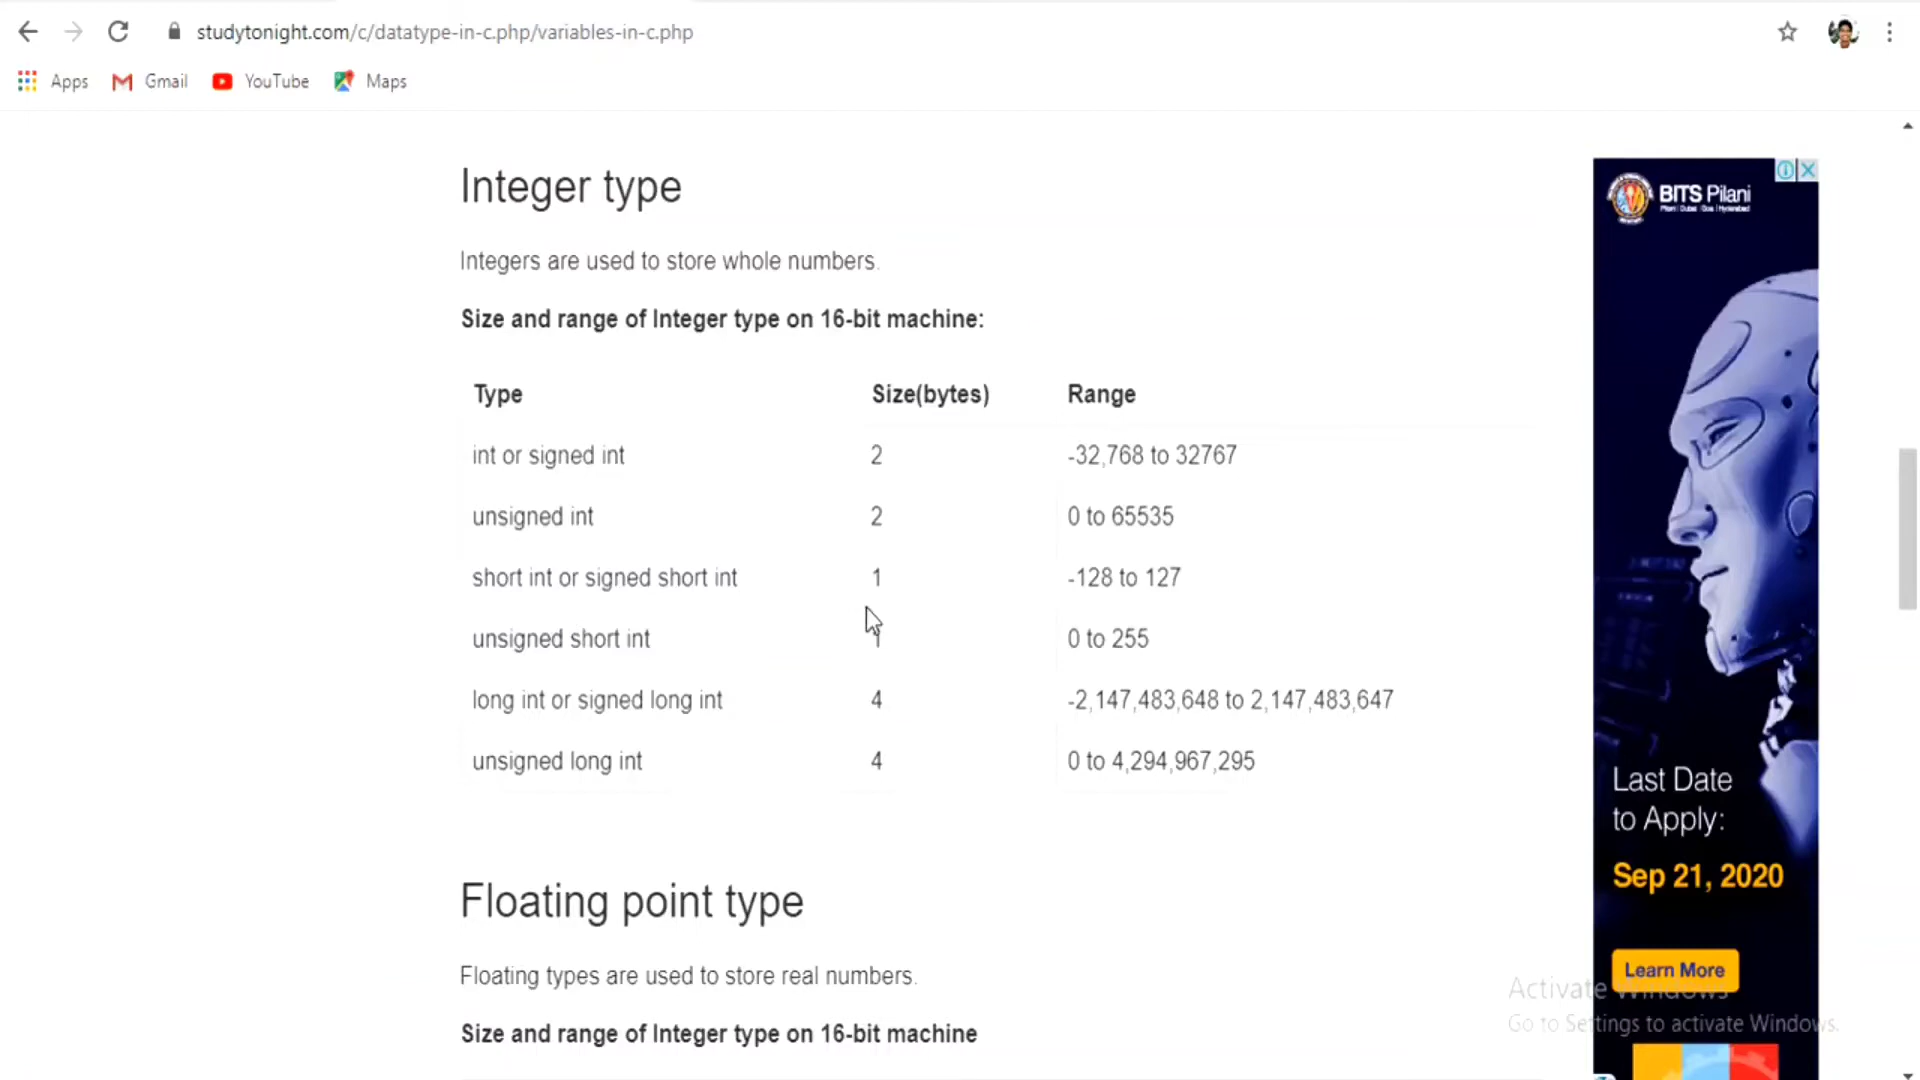 studytonight.com/c/datatype-in-c.php/variables-in-c.php
Apps Gmail YouTube Maps
Integer type
Integers are used to store whole numbers.
Size and range of Integer type on 16-bit machine:
Type Size(bytes) Range
int or signed int 2 -32,768 to 32767
unsigned int 2 0 to 65535
short int or signed short int 1 -128 to 127
unsigned short int 1 0 to 255
long int or signed long int 4 -2,147,483,648 to 2,147,483,647
unsigned long int 4 0 to 4,294,967,295
Floating point type
Floating types are used to store real numbers.
Size and range of Integer type on 16-bit machine
BITS Pilani
Pilani | Dubai | Goa | Hyderabad
Last Date
to Apply:
Sep 21, 2020
Learn More
Activate Windows
Go to Settings to activate Windows.